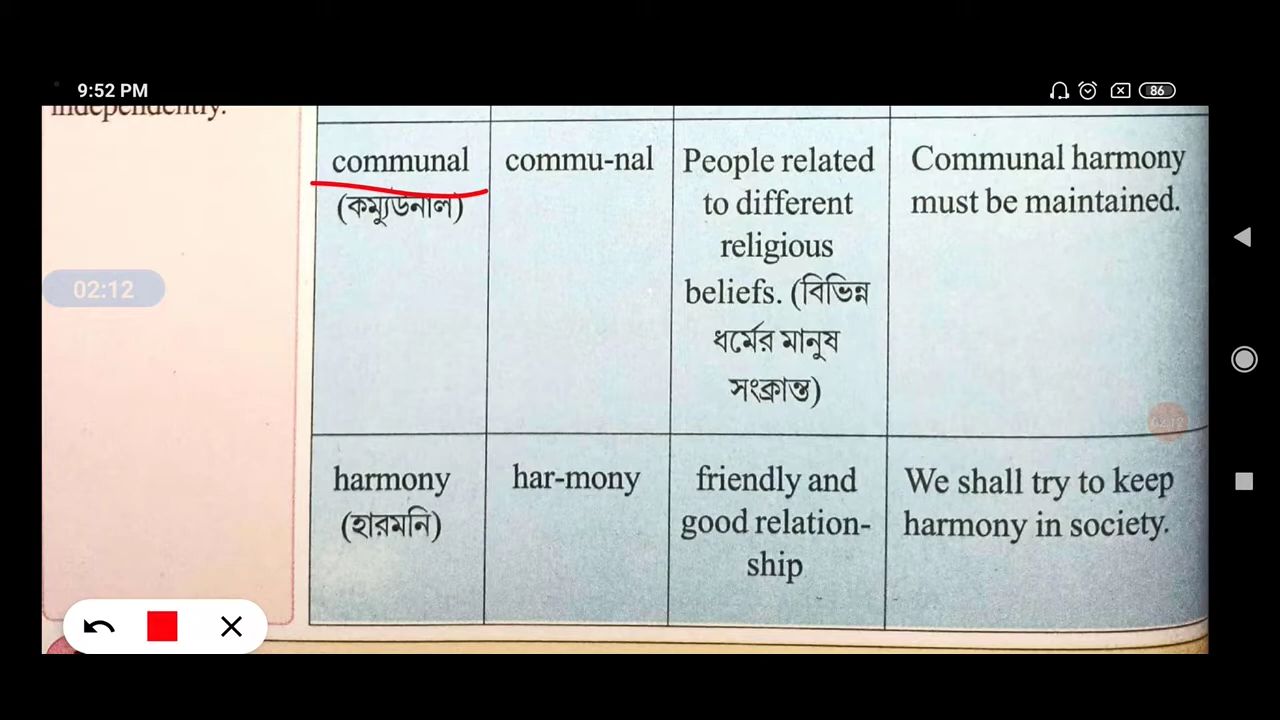 9:52 PM
86
independently.
communal
(কম্যুউনাল)
commu-nal
People related
to different
religious
beliefs. (বিভিন্ন
ধর্মের মানুষ
সংক্রান্ত)
Communal harmony
must be maintained.
02:12
harmony
(হারমনি)
har-mony
friendly and
good relation-
ship
We shall try to keep
harmony in society.